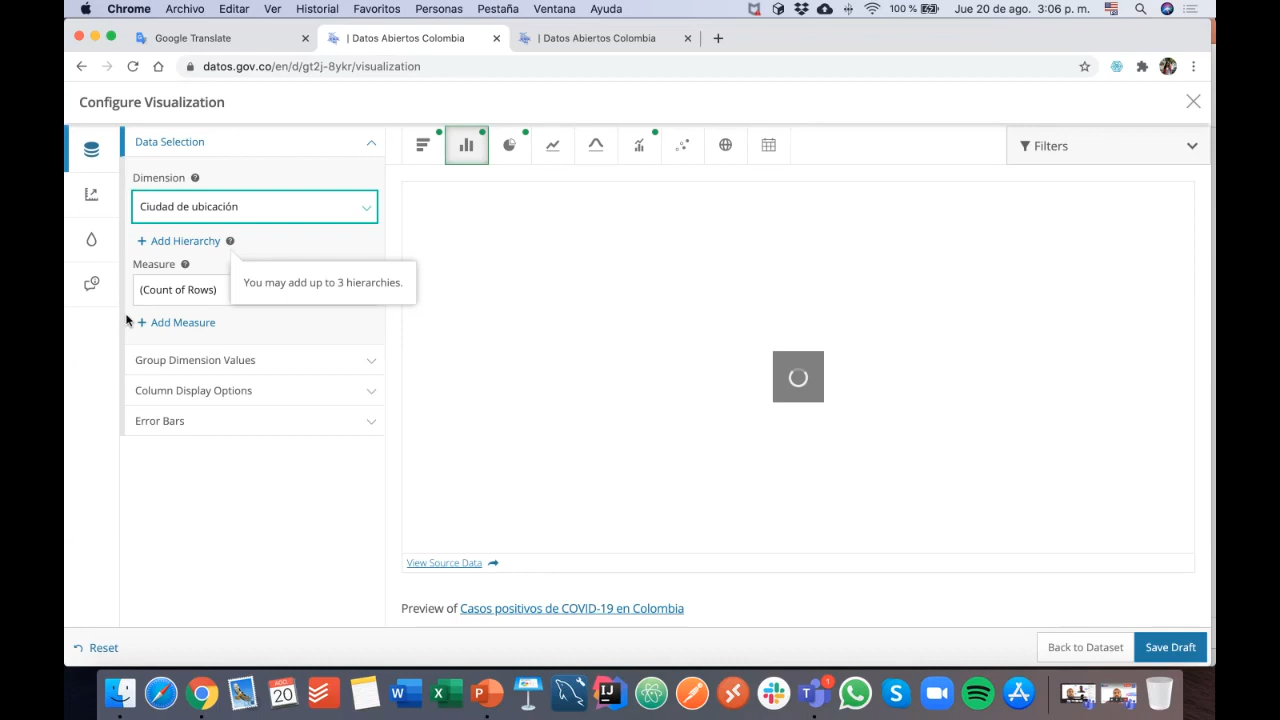 Chrome Archivo Editar Ver Historial Favoritos Personas Pestaña Ventana Ayuda 100 % Jue 20 de ago. 3:06 p. m.
Google Translate
| Datos Abiertos Colombia
| Datos Abiertos Colombia
datos.gov.co/en/d/gt2j-8ykr/visualization
Configure Visualization
Data Selection
Filters
Dimension
Ciudad de ubicación
+ Add Hierarchy
Measure
You may add up to 3 hierarchies.
(Count of Rows)
+ Add Measure
Group Dimension Values
Column Display Options
Error Bars
View Source Data
Preview of Casos positivos de COVID-19 en Colombia
Reset
Back to Dataset
Save Draft
AGO.
20
1